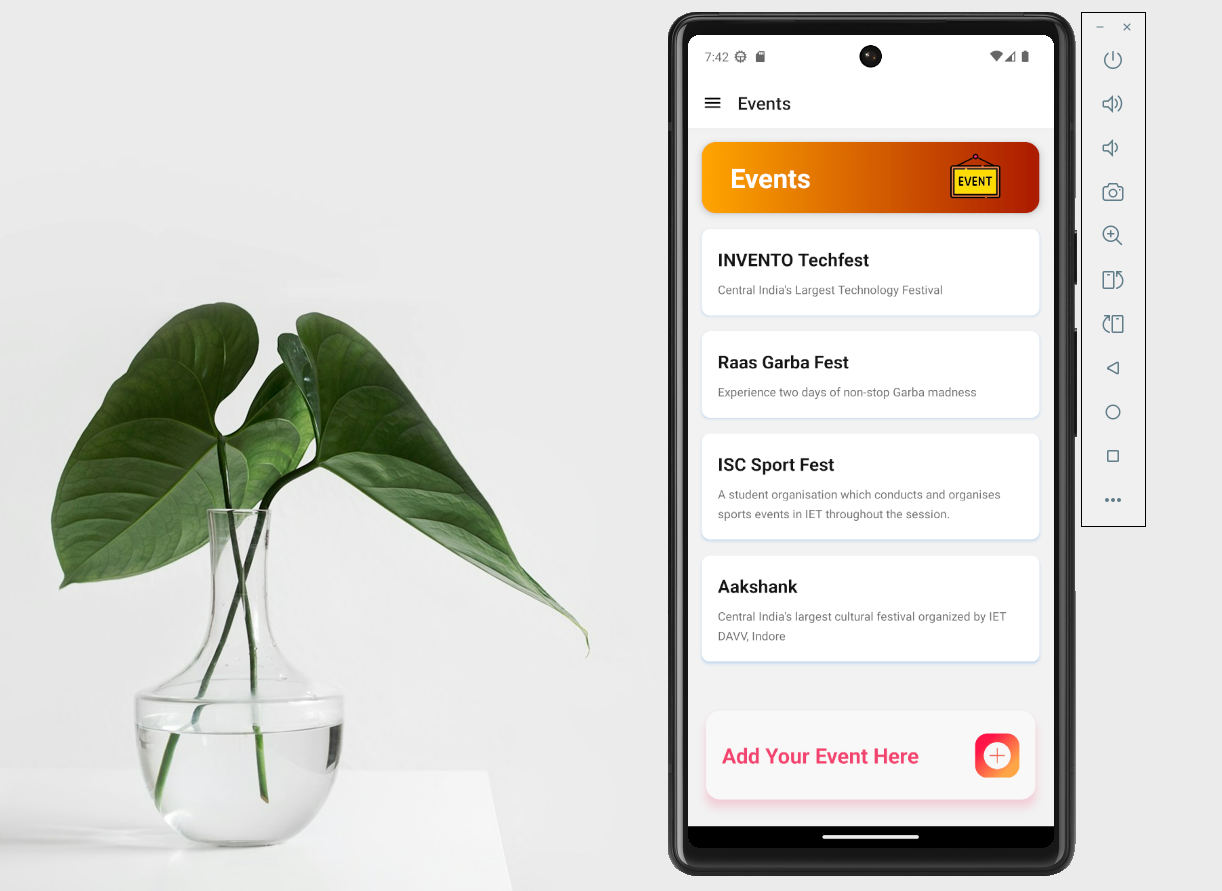 7:42
Events
Events
EVENT
INVENTO Techfest
Central India's Largest Technology Festival
Raas Garba Fest
Experience two days of non-stop Garba madness
ISC Sport Fest
A student organisation which conducts and organises
sports events in IET throughout the session.
Aakshank
Central India's largest cultural festival organized by IET
DAVV, Indore
Add Your Event Here